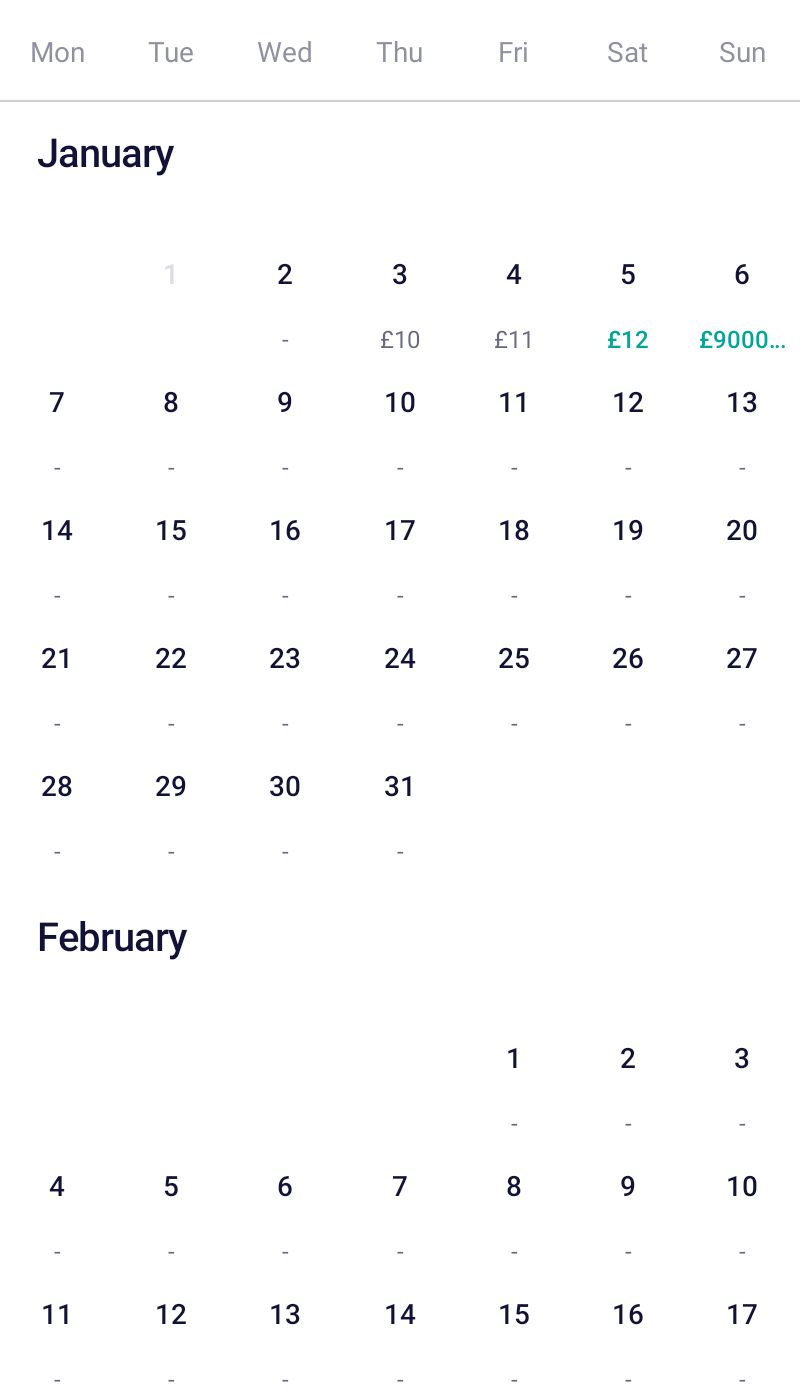 Mon Tue Wed Thu Fri Sat Sun
January
1 2 3 4 5 6
- £10 £11 £12 £9000...
7 8 9 10 11 12 13
- - - - - - -
14 15 16 17 18 19 20
- - - - - - -
21 22 23 24 25 26 27
- - - - - - -
28 29 30 31
- - - -
February
1 2 3
- - -
4 5 6 7 8 9 10
- - - - - - -
11 12 13 14 15 16 17
- - - - - - -